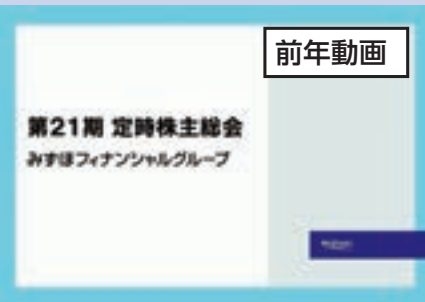 前年動画
第21期 定時株主総会
みずほフィナンシャルグループ